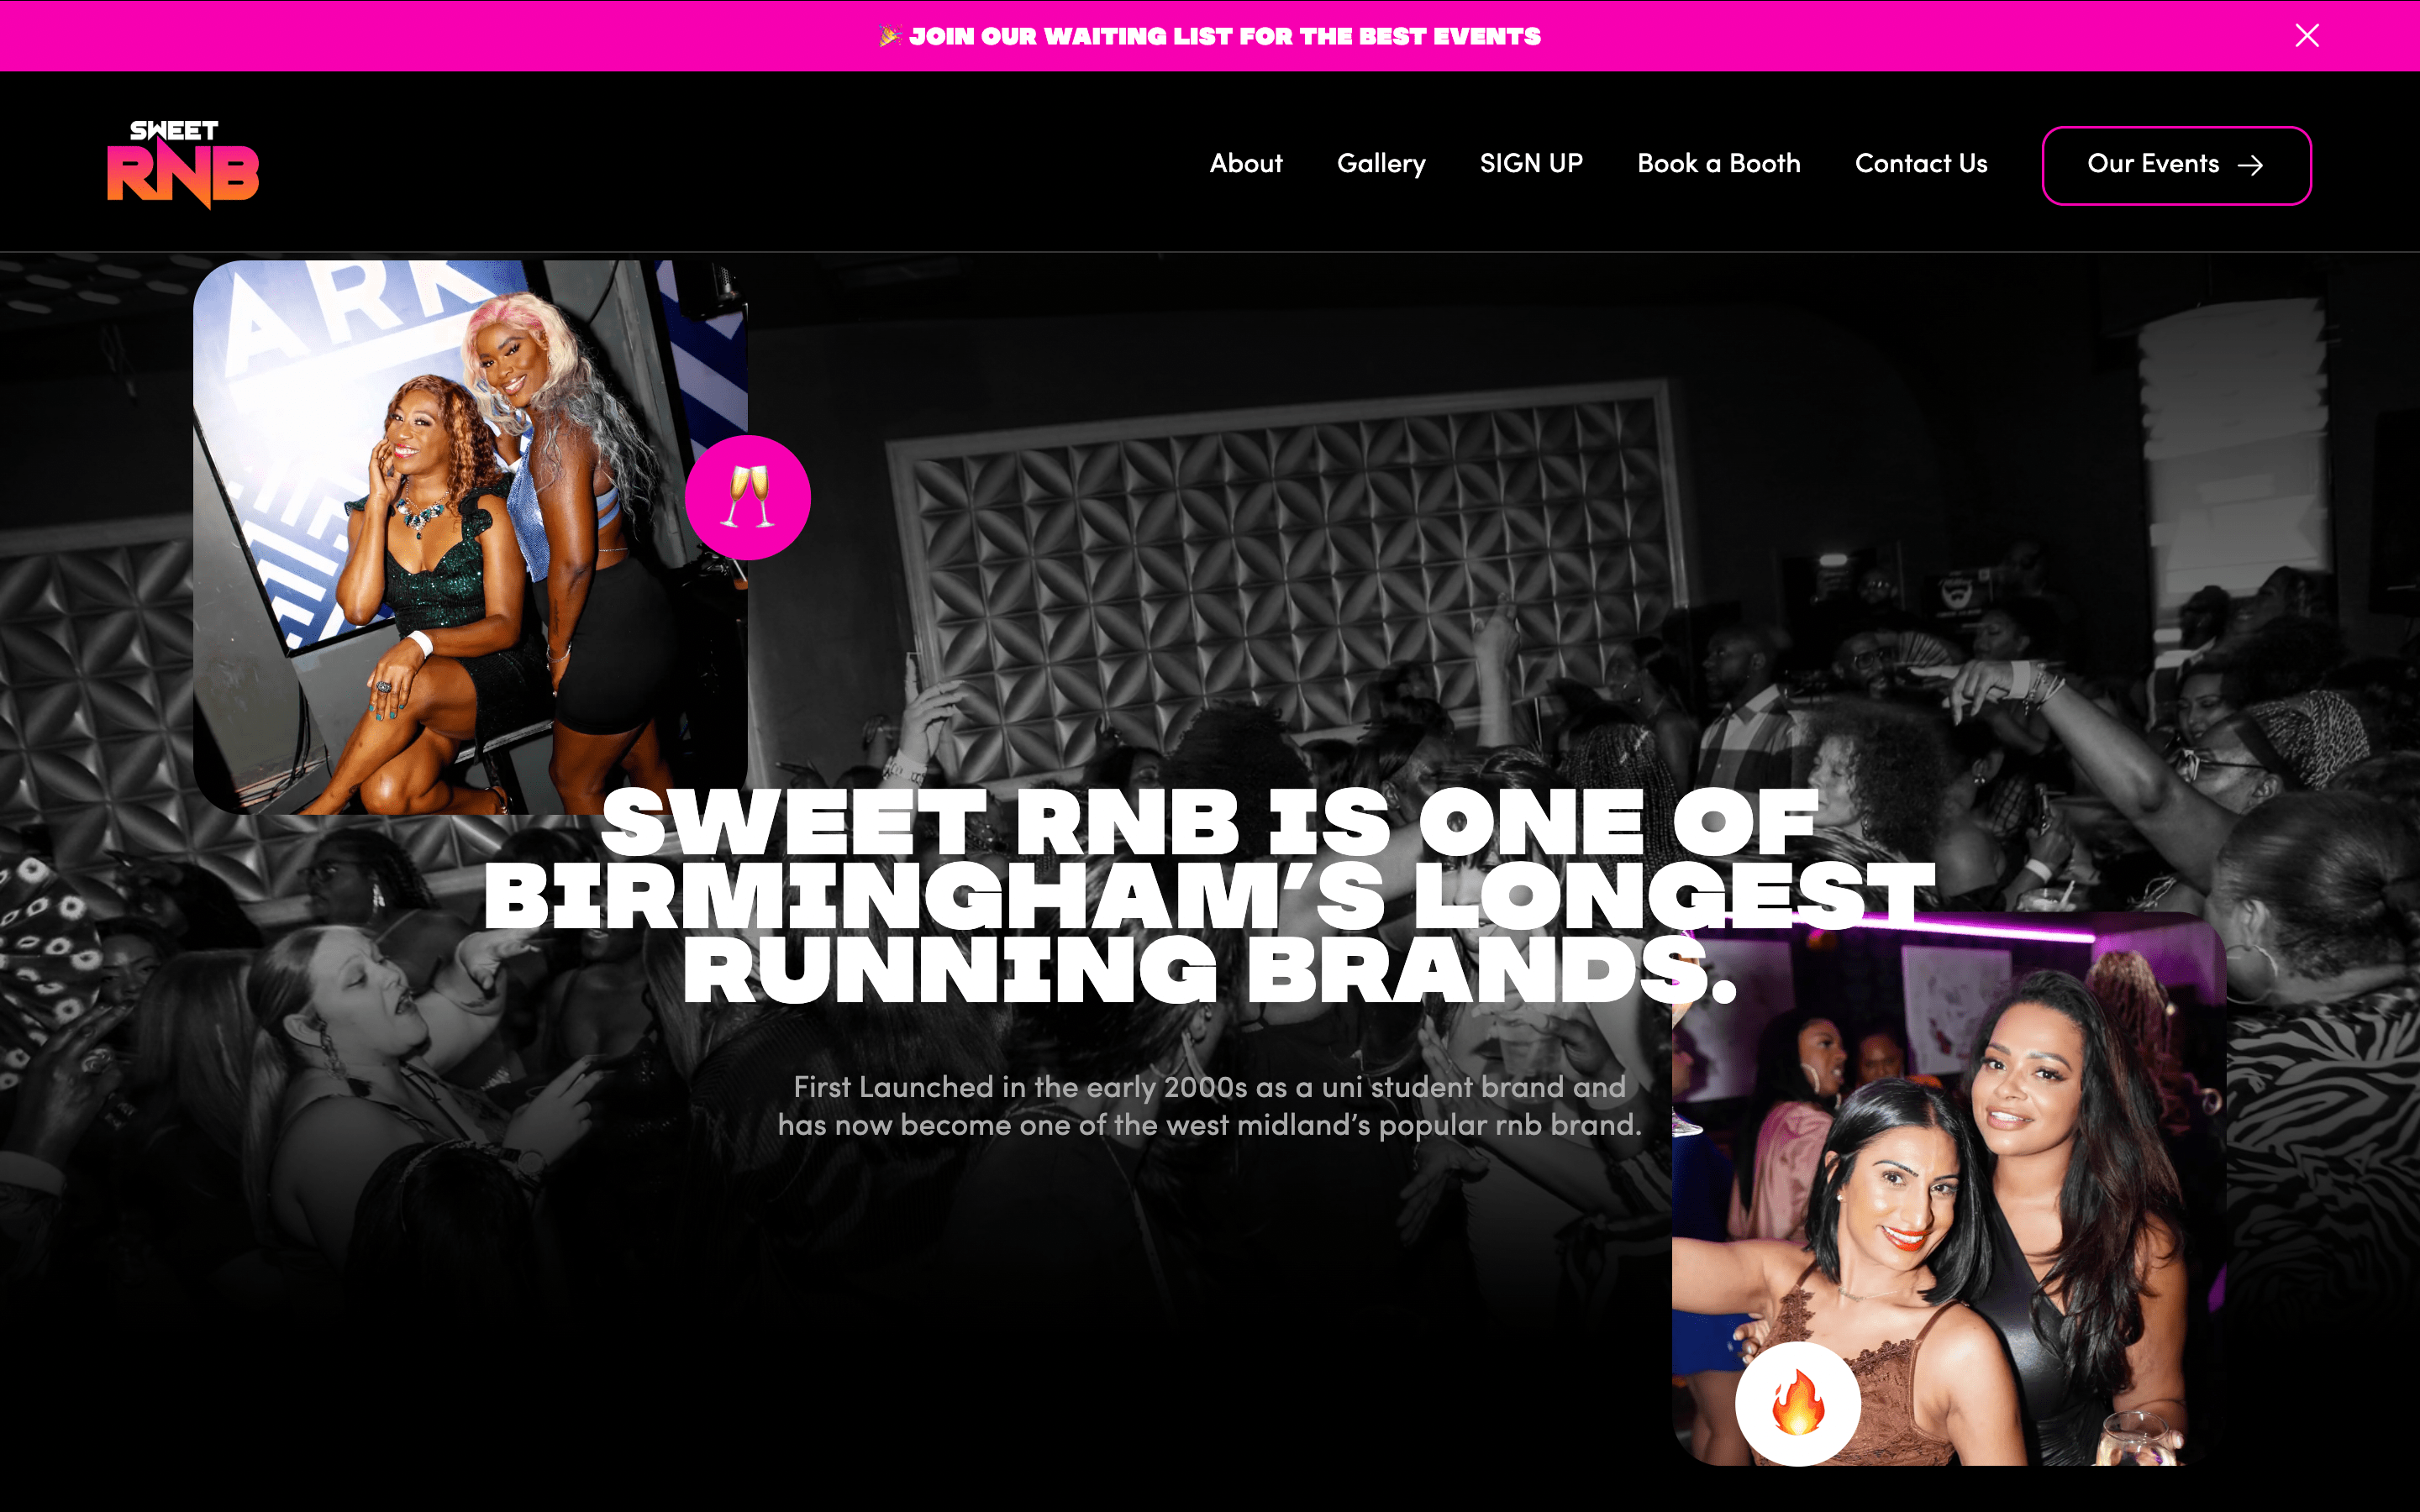 🎉 JOIN OUR WAITING LIST FOR THE BEST EVENTS
SWEET
RNB
About
Gallery
SIGN UP
Book a Booth
Contact Us
Our Events →
ARK
SWEET RNB IS ONE OF
BIRMINGHAM’S LONGEST
RUNNING BRANDS.
First Launched in the early 2000s as a uni student brand and
has now become one of the west midland’s popular rnb brand.